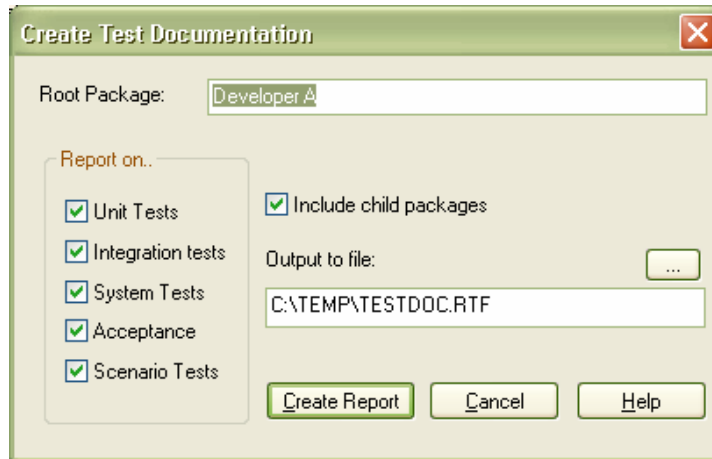 Create Test Documentation
Root Package: Developer A
Report on..
Unit Tests
Integration tests
System Tests
Acceptance
Scenario Tests
Include child packages
Output to file: ...
C:\TEMP\TESTDOC.RTF
Create Report Cancel Help